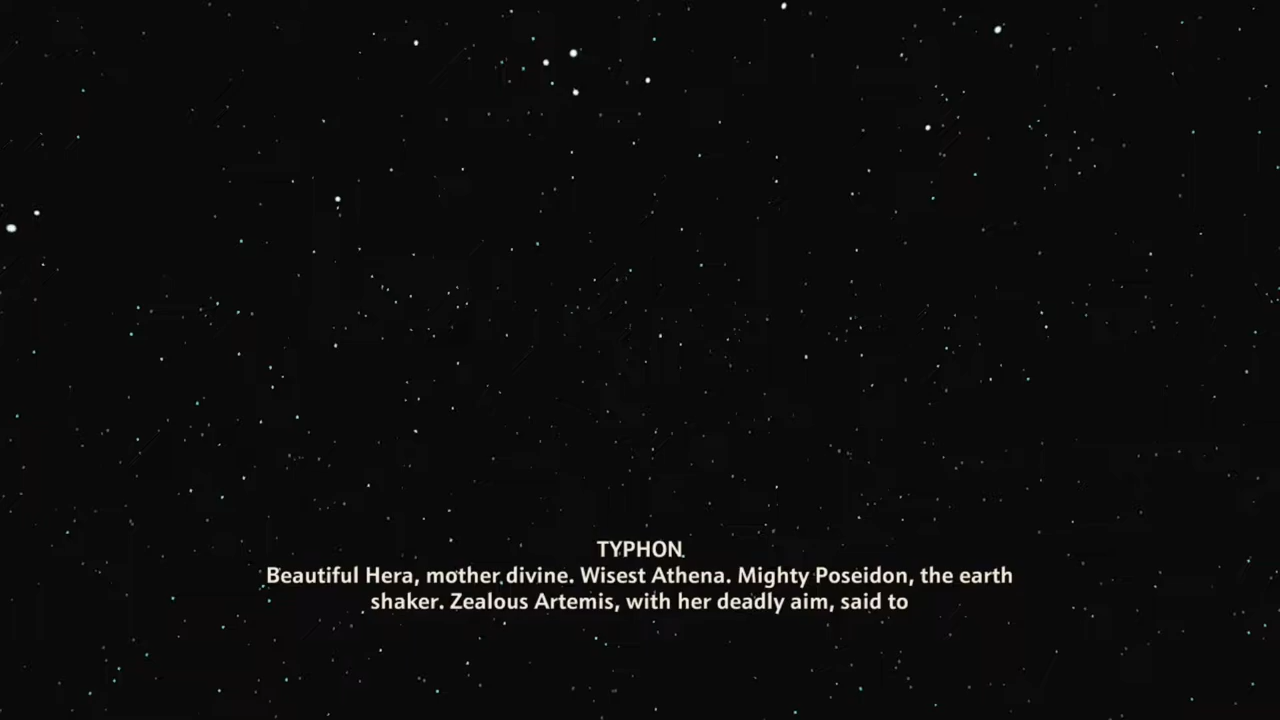 TYPHON
Beautiful Hera, mother divine. Wisest Athena. Mighty Poseidon, the earth
shaker. Zealous Artemis, with her deadly aim, said to